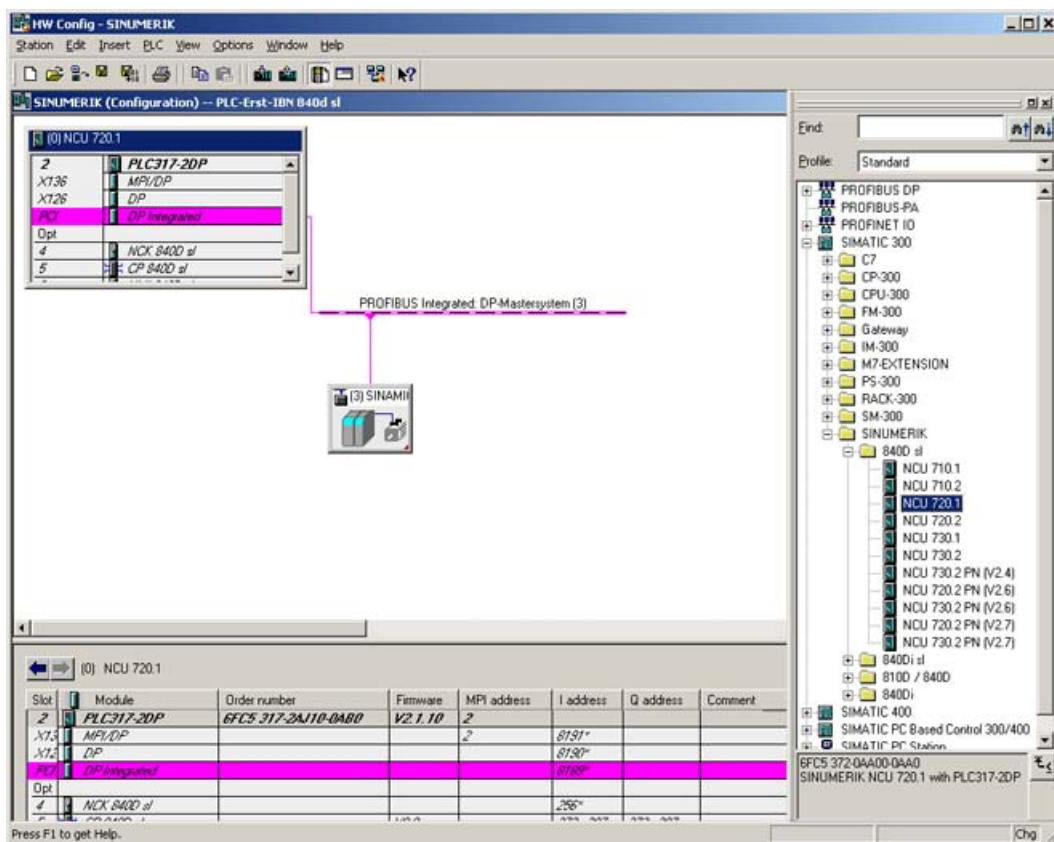 HW Config - SINUMERIK
Station Edit Insert PLC View Options Window Help
SINUMERIK (Configuration) -- PLC-Erst-IBN 840d sl
(0) NCU 720.1
2 PLC317-2DP
X136 MPI/DP
X126 DP
PCI DP Integrated
Opt
4 NCK 840D sl
5 CP 840D sl
PROFIBUS Integrated: DP-Mastersystem (3)
(3) SINAMI
Find:
Profile: Standard
PROFIBUS DP
PROFIBUS-PA
PROFINET IO
SIMATIC 300
C7
CP-300
CPU-300
FM-300
Gateway
IM-300
M7-EXTENSION
PS-300
RACK-300
SM-300
SINUMERIK
840D sl
NCU 710.1
NCU 710.2
NCU 720.1
NCU 720.2
NCU 730.1
NCU 730.2
NCU 730.2 PN (V2.4)
NCU 720.2 PN (V2.6)
NCU 730.2 PN (V2.6)
NCU 720.2 PN (V2.7)
NCU 730.2 PN (V2.7)
840Di sl
810D / 840D
840Di
SIMATIC 400
SIMATIC PC Based Control 300/400
SIMATIC PC Station
6FC5 372-0AA00-0AA0
SINUMERIK NCU 720.1 with PLC317-2DP
(0) NCU 720.1
Slot Module Order number Firmware MPI address I address Q address Comment
2 PLC317-2DP 6FC5 317-2AJ10-0AB0 V2.1.10 2
X13 MPI/DP 2 8191*
X12 DP 8190*
PCI DP Integrated 8189*
Opt
4 NCK 840D sl 256*
Press F1 to get Help.
Chg